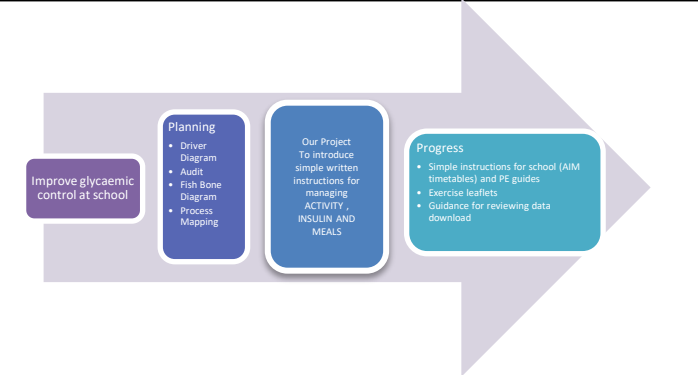 Improve glycaemic
control at school
Planning
• Driver
Diagram
• Audit
• Fish Bone
Diagram
• Process
Mapping
Our Project
To introduce
simple written
instructions for
managing
ACTIVITY ,
INSULIN AND
MEALS
Progress
• Simple instructions for school (AIM
timetables) and PE guides
• Exercise leaflets
• Guidance for reviewing data
download